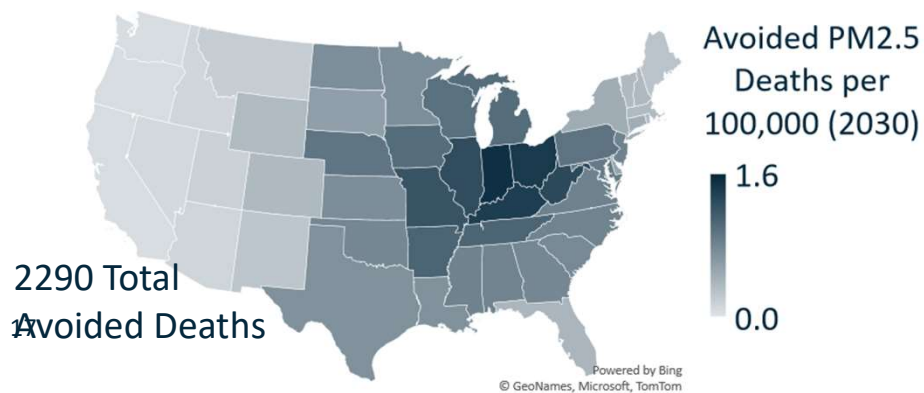 Avoided PM2.5
Deaths per
100,000 (2030)
1.6
0.0
2290 Total
Avoided Deaths
17
Powered by Bing
© GeoNames, Microsoft, TomTom